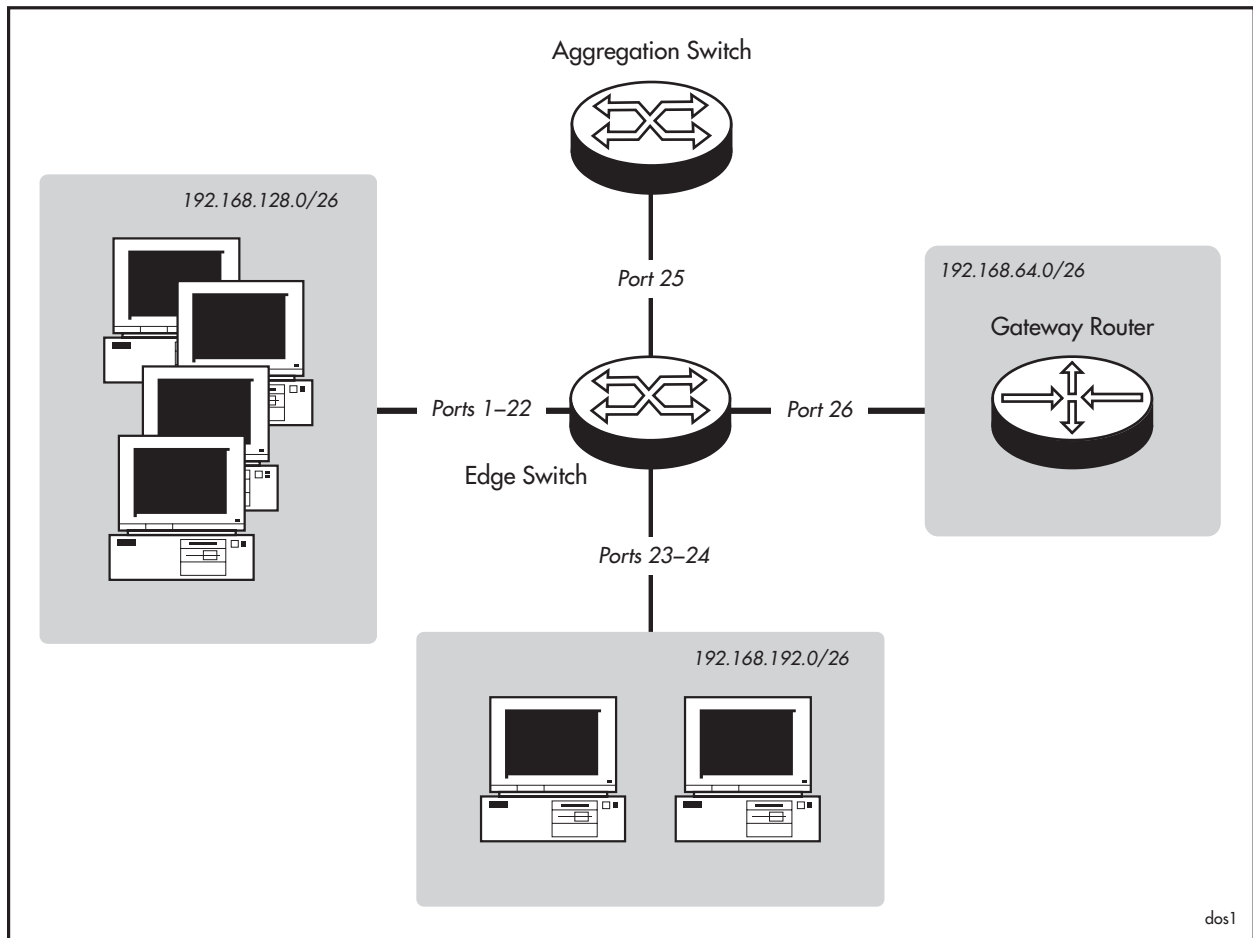 Aggregation Switch
192.168.128.0/26
Port 25
192.168.64.0/26
Gateway Router
Ports 1–22
Port 26
Edge Switch
Ports 23–24
192.168.192.0/26
dos1